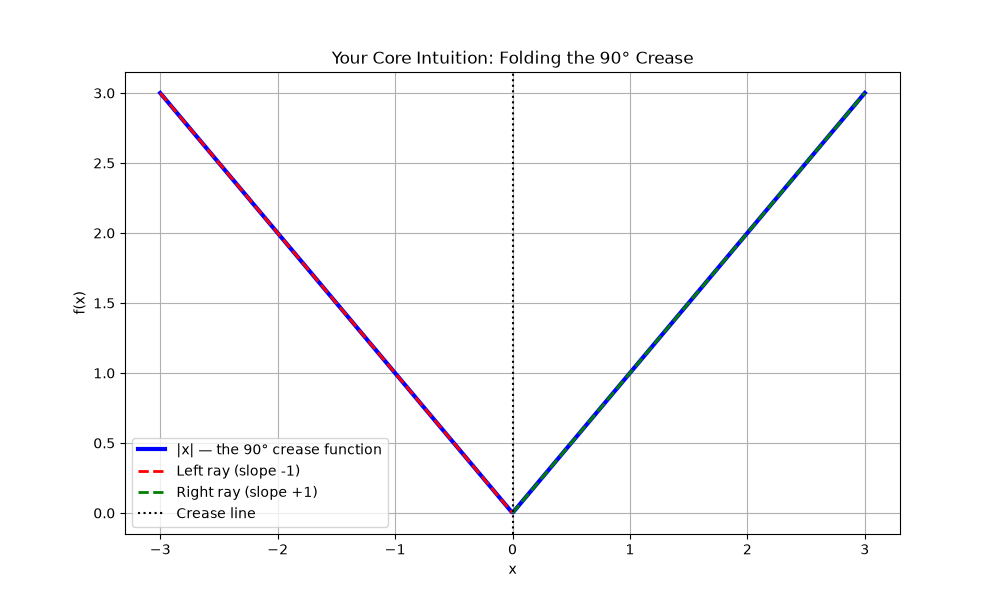 Your Core Intuition: Folding the 90° Crease
3.0
2.5
2.0
1.5
1.0
0.5
0.0
f(x)
|x| — the 90° crease function
Left ray (slope -1)
Right ray (slope +1)
Crease line
−3
−2
−1
0
1
2
3
x